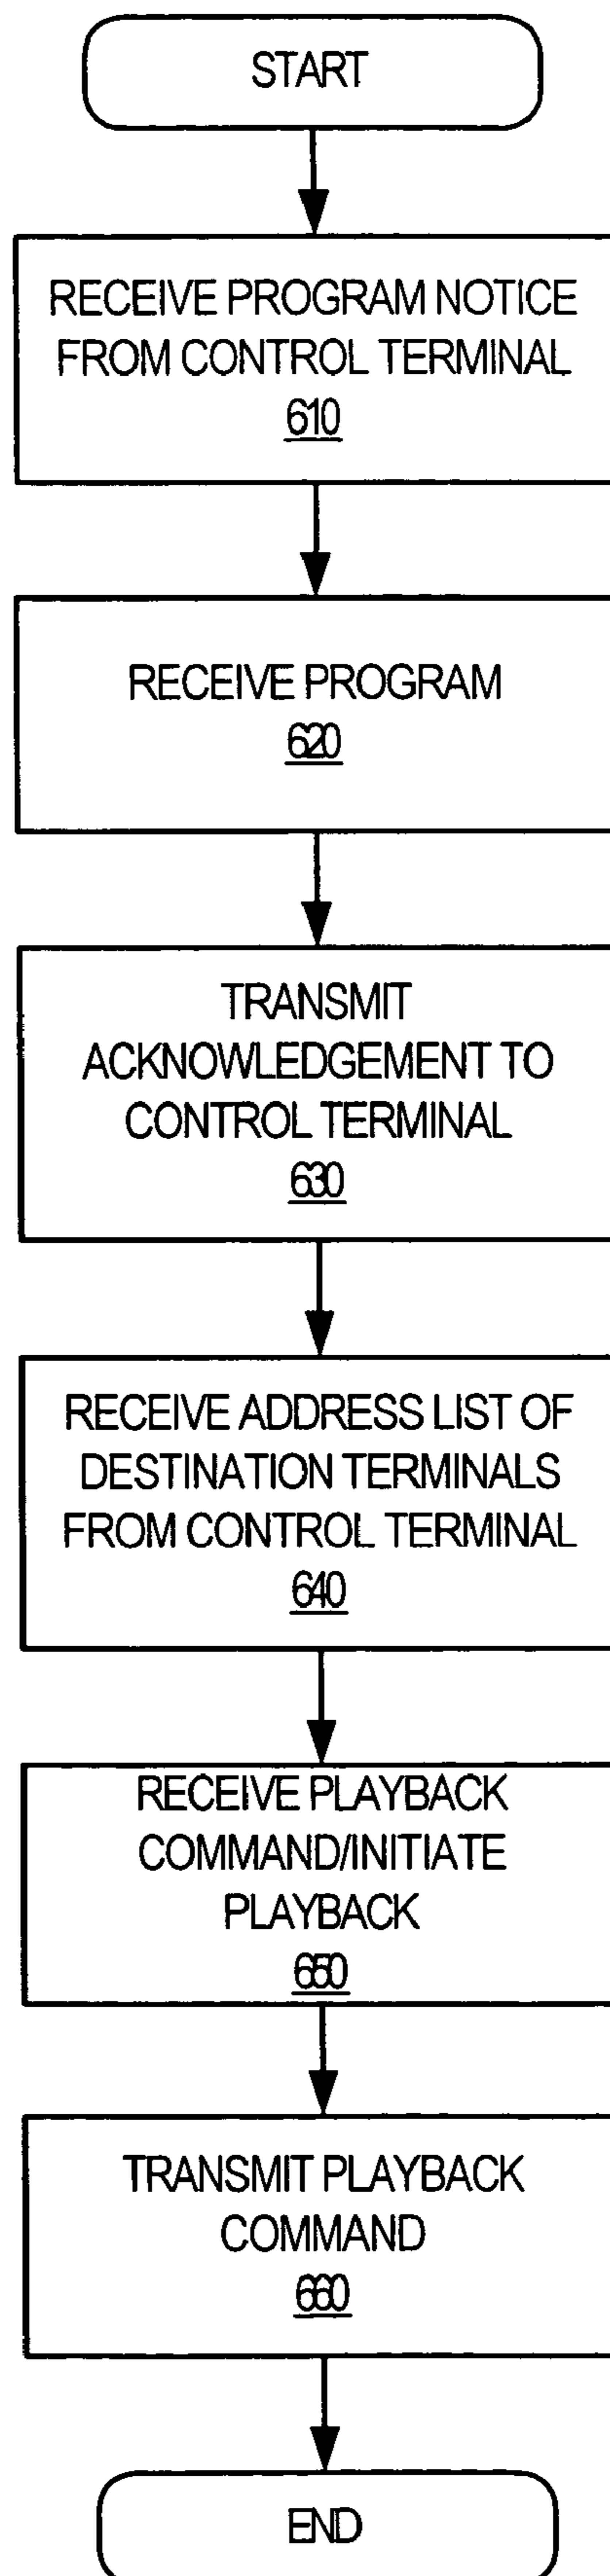 START
RECEIVE PROGRAM NOTICE
FROM CONTROL TERMINAL
610
RECEIVE PROGRAM
620
TRANSMIT
ACKNOWLEDGEMENT TO
CONTROL TERMINAL
630
RECEIVE ADDRESS LIST OF
DESTINATION TERMINALS
FROM CONTROL TERMINAL
640
RECEIVE PLAYBACK
COMMAND/INITIATE
PLAYBACK
650
TRANSMIT PLAYBACK
COMMAND
660
END